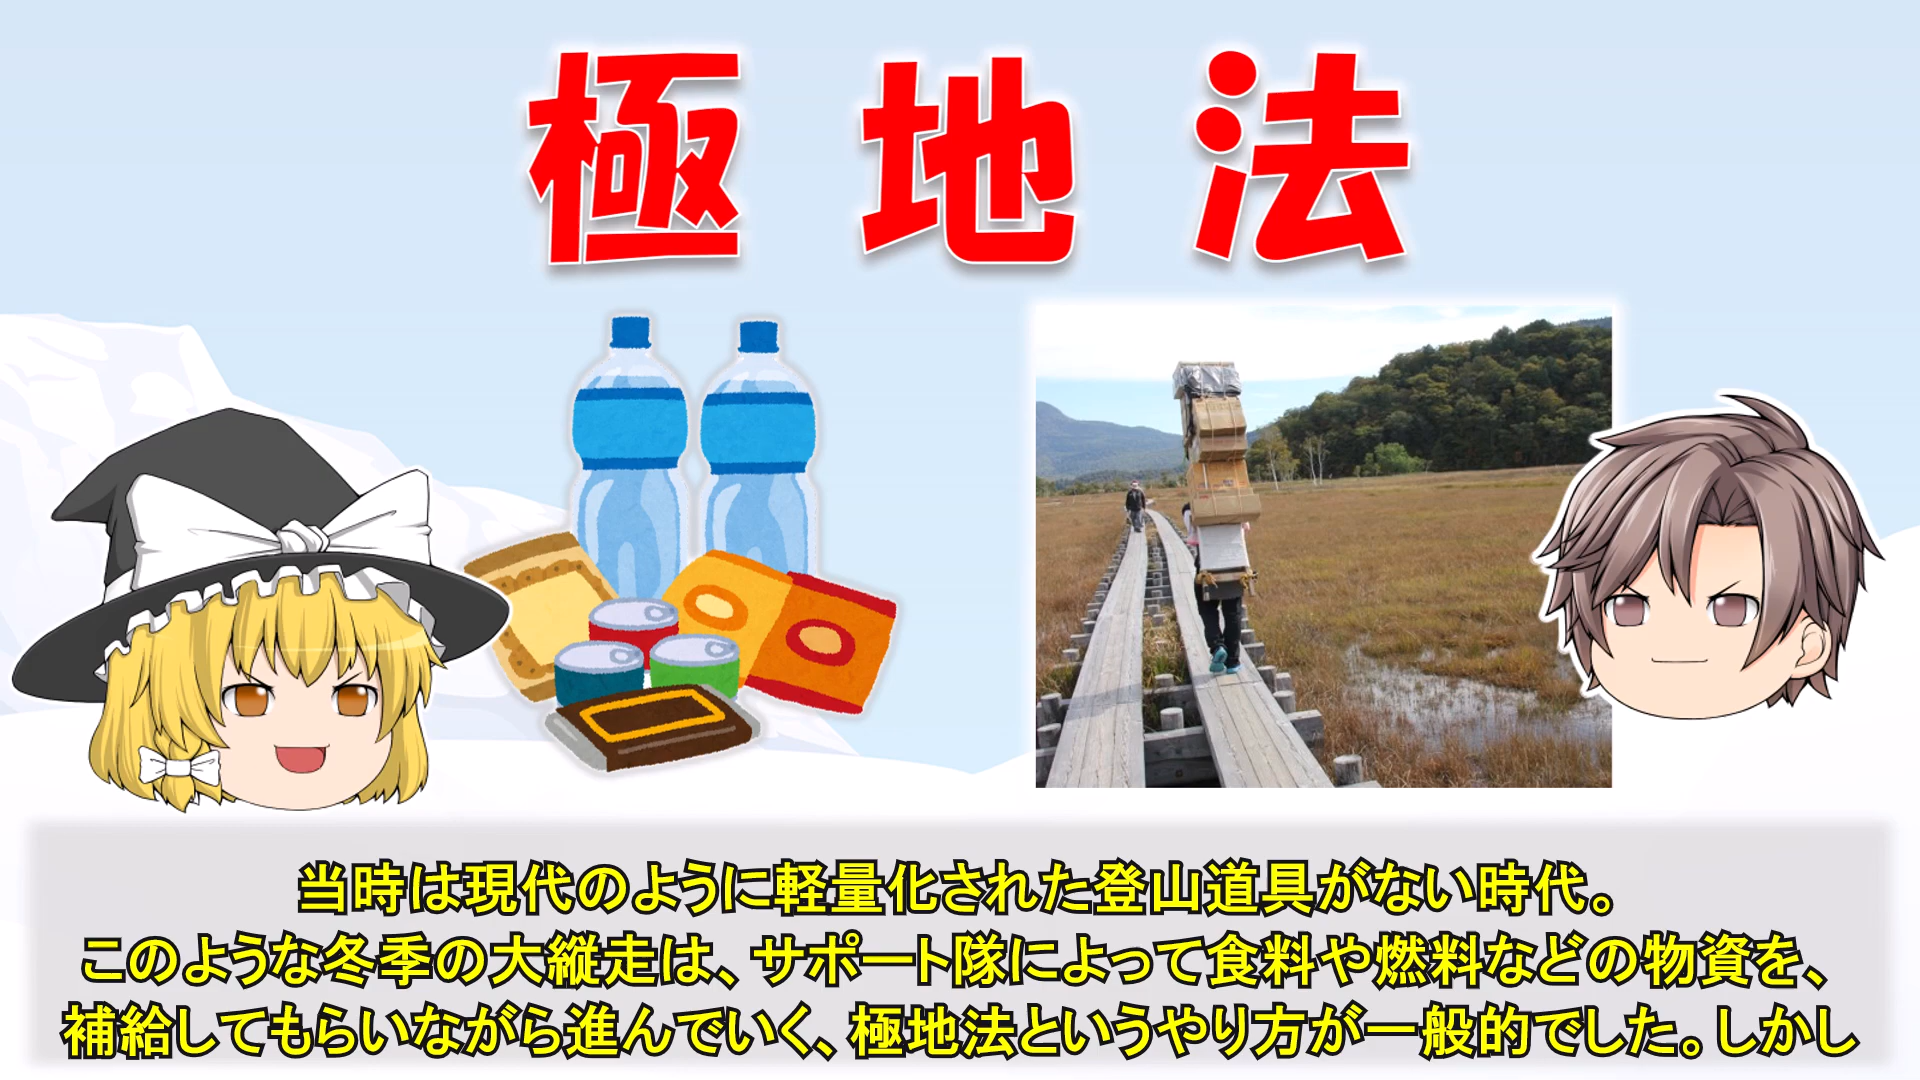 極地法
当時は現代のように軽量化された登山道具がない時代。
このような冬季の大縦走は、サポート隊によって食料や燃料などの物資を、
補給してもらいながら進んでいく、極地法というやり方が一般的でした。しかし